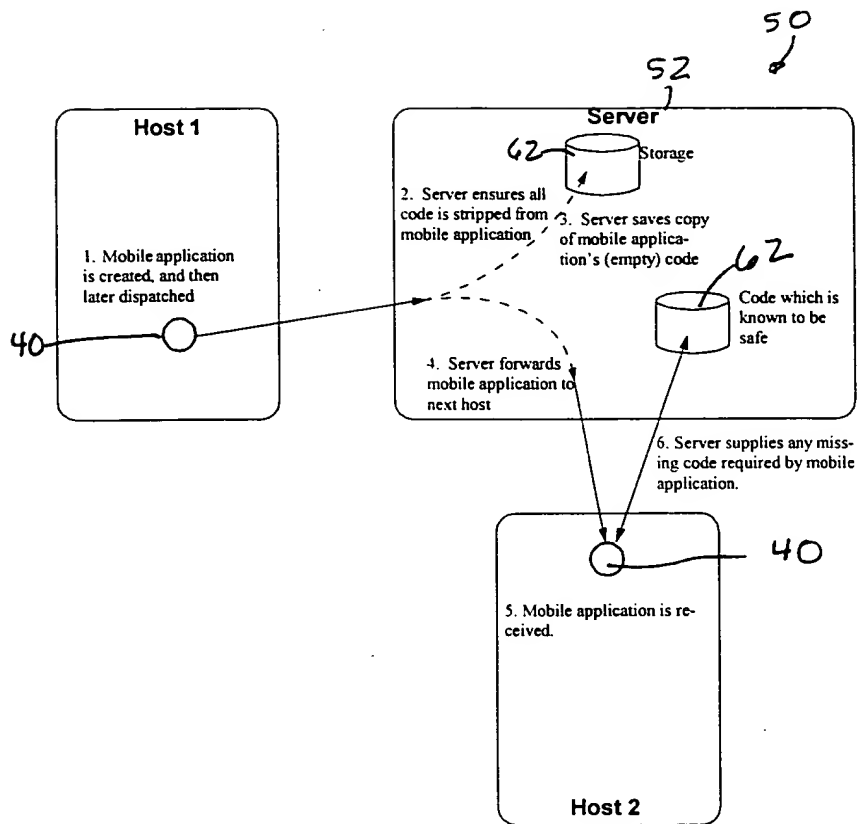 50
52
Host 1
Server
62
Storage
2. Server ensures all
code is stripped from
mobile application
3. Server saves copy
of mobile applica-
tion's (empty) code
1. Mobile application
is created, and then
later dispatched
62
Code which is
known to be
safe
40
4. Server forwards
mobile application to
next host
6. Server supplies any miss-
ing code required by mobile
application.
40
5. Mobile application is re-
ceived.
Host 2